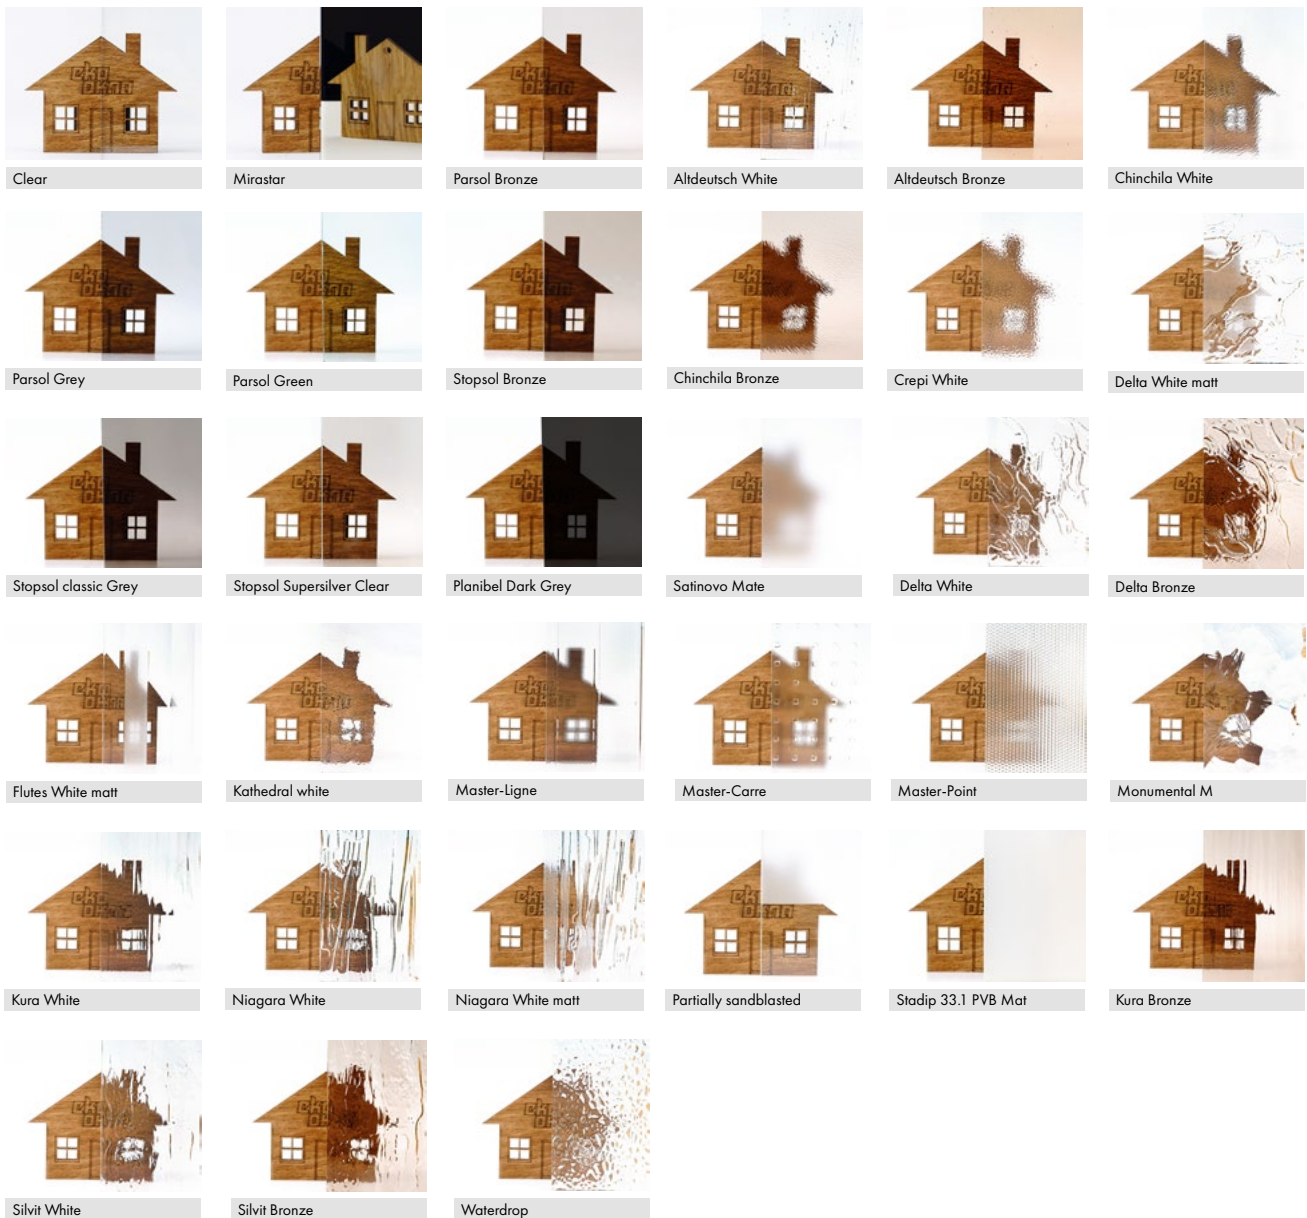 Clear
Mirastar
Parsol Bronze
Altdeutsch White
Altdeutsch Bronze
Chinchila White
Parsol Grey
Parsol Green
Stopsol Bronze
Chinchila Bronze
Crepi White
Delta White matt
Stopsol classic Grey
Stopsol Supersilver Clear
Planibel Dark Grey
Satinovo Mate
Delta White
Delta Bronze
Flutes White matt
Kathedral white
Master-Ligne
Master-Carre
Master-Point
Monumental M
Kura White
Niagara White
Niagara White matt
Partially sandblasted
Stadip 33.1 PVB Mat
Kura Bronze
Silvit White
Silvit Bronze
Waterdrop